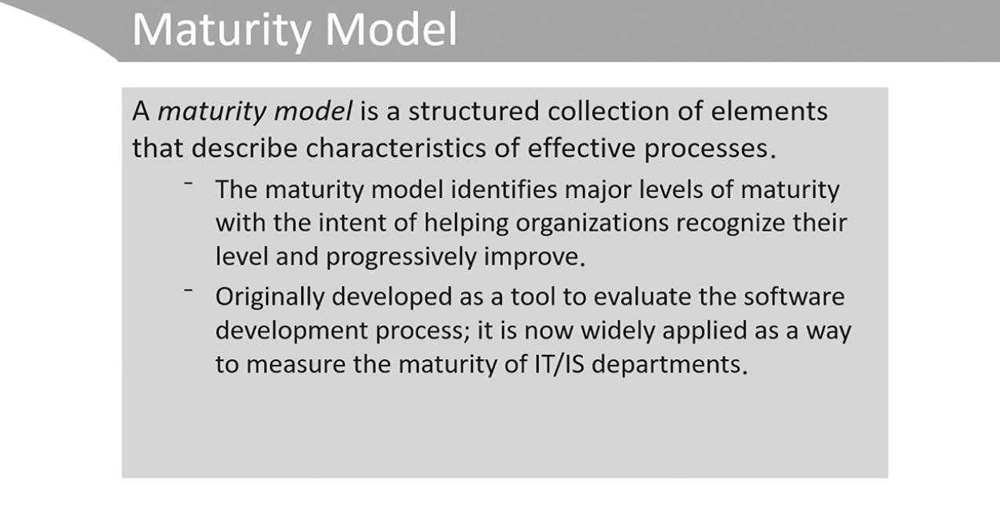 Maturity Model
A maturity model is a structured collection of elements
that describe characteristics of effective processes.
- The maturity model identifies major levels of maturity
with the intent of helping organizations recognize their
level and progressively improve.
- Originally developed as a tool to evaluate the software
development process; it is now widely applied as a way
to measure the maturity of IT/IS departments.